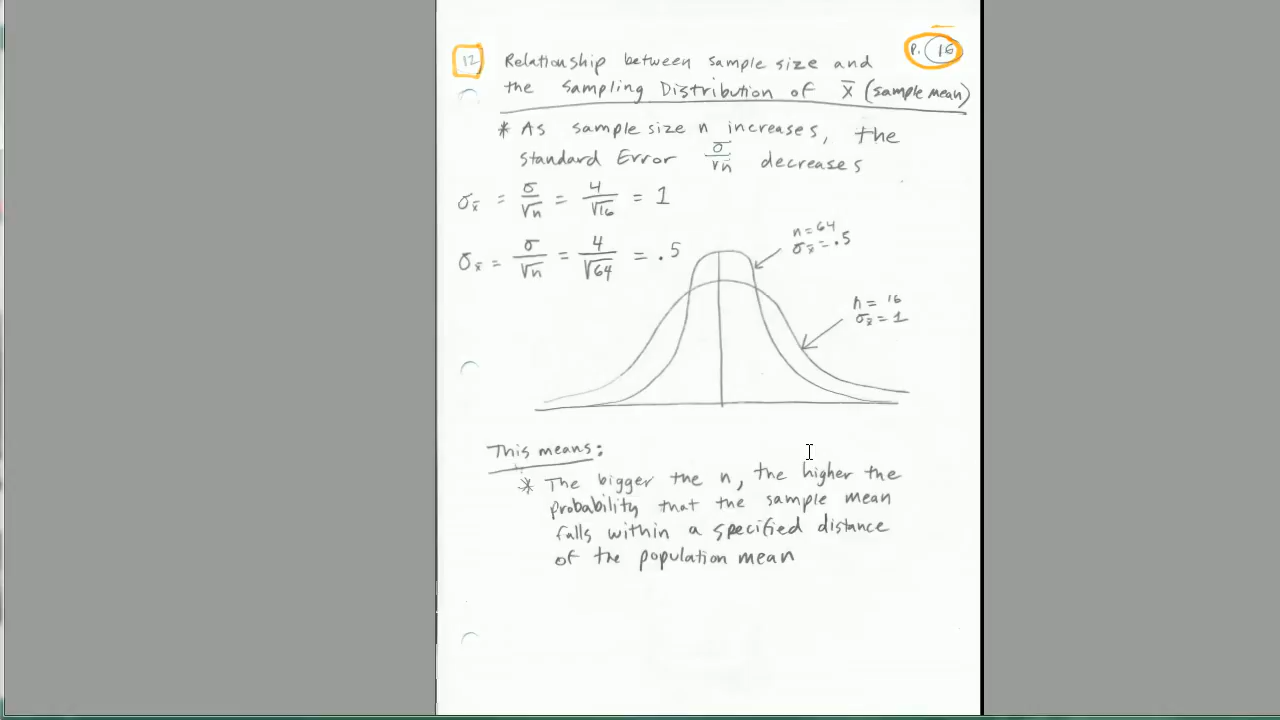 12
P. 16
Relationship between sample size and
the Sampling Distribution of x̄ (sample mean)
* As sample size n increases, the
standard Error σ/√n decreases
σx̄ = σ/√n = 4/√16 = 1
σx̄ = σ/√n = 4/√64 = .5
n=64
σx̄ = .5
n = 16
σx̄ = 1
This means:
* The bigger the n, the higher the
probability that the sample mean
falls within a specified distance
of the population mean